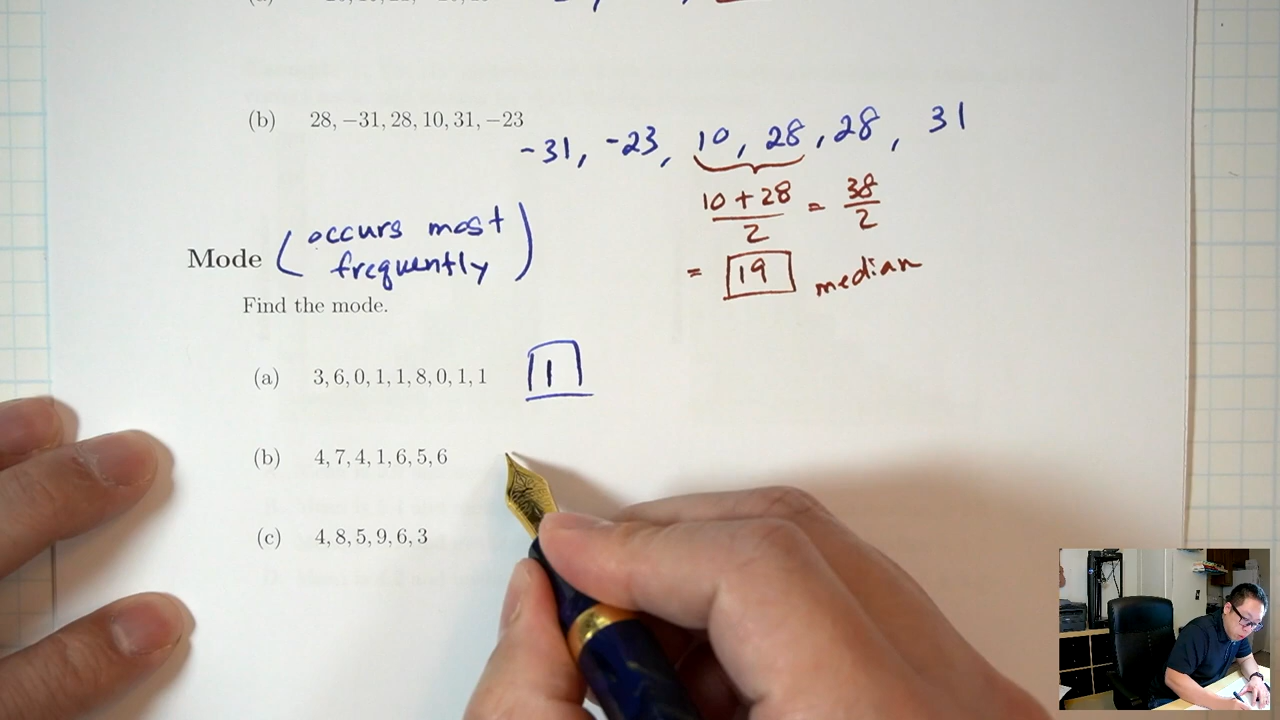 (b) 28, −31, 28, 10, 31, −23
-31, -23, 10, 28, 28, 31
10 + 28 / 2 = 38 / 2
= 19 median
Mode (occurs most frequently)
Find the mode.
(a) 3, 6, 0, 1, 1, 8, 0, 1, 1 1
(b) 4, 7, 4, 1, 6, 5, 6
(c) 4, 8, 5, 9, 6, 3